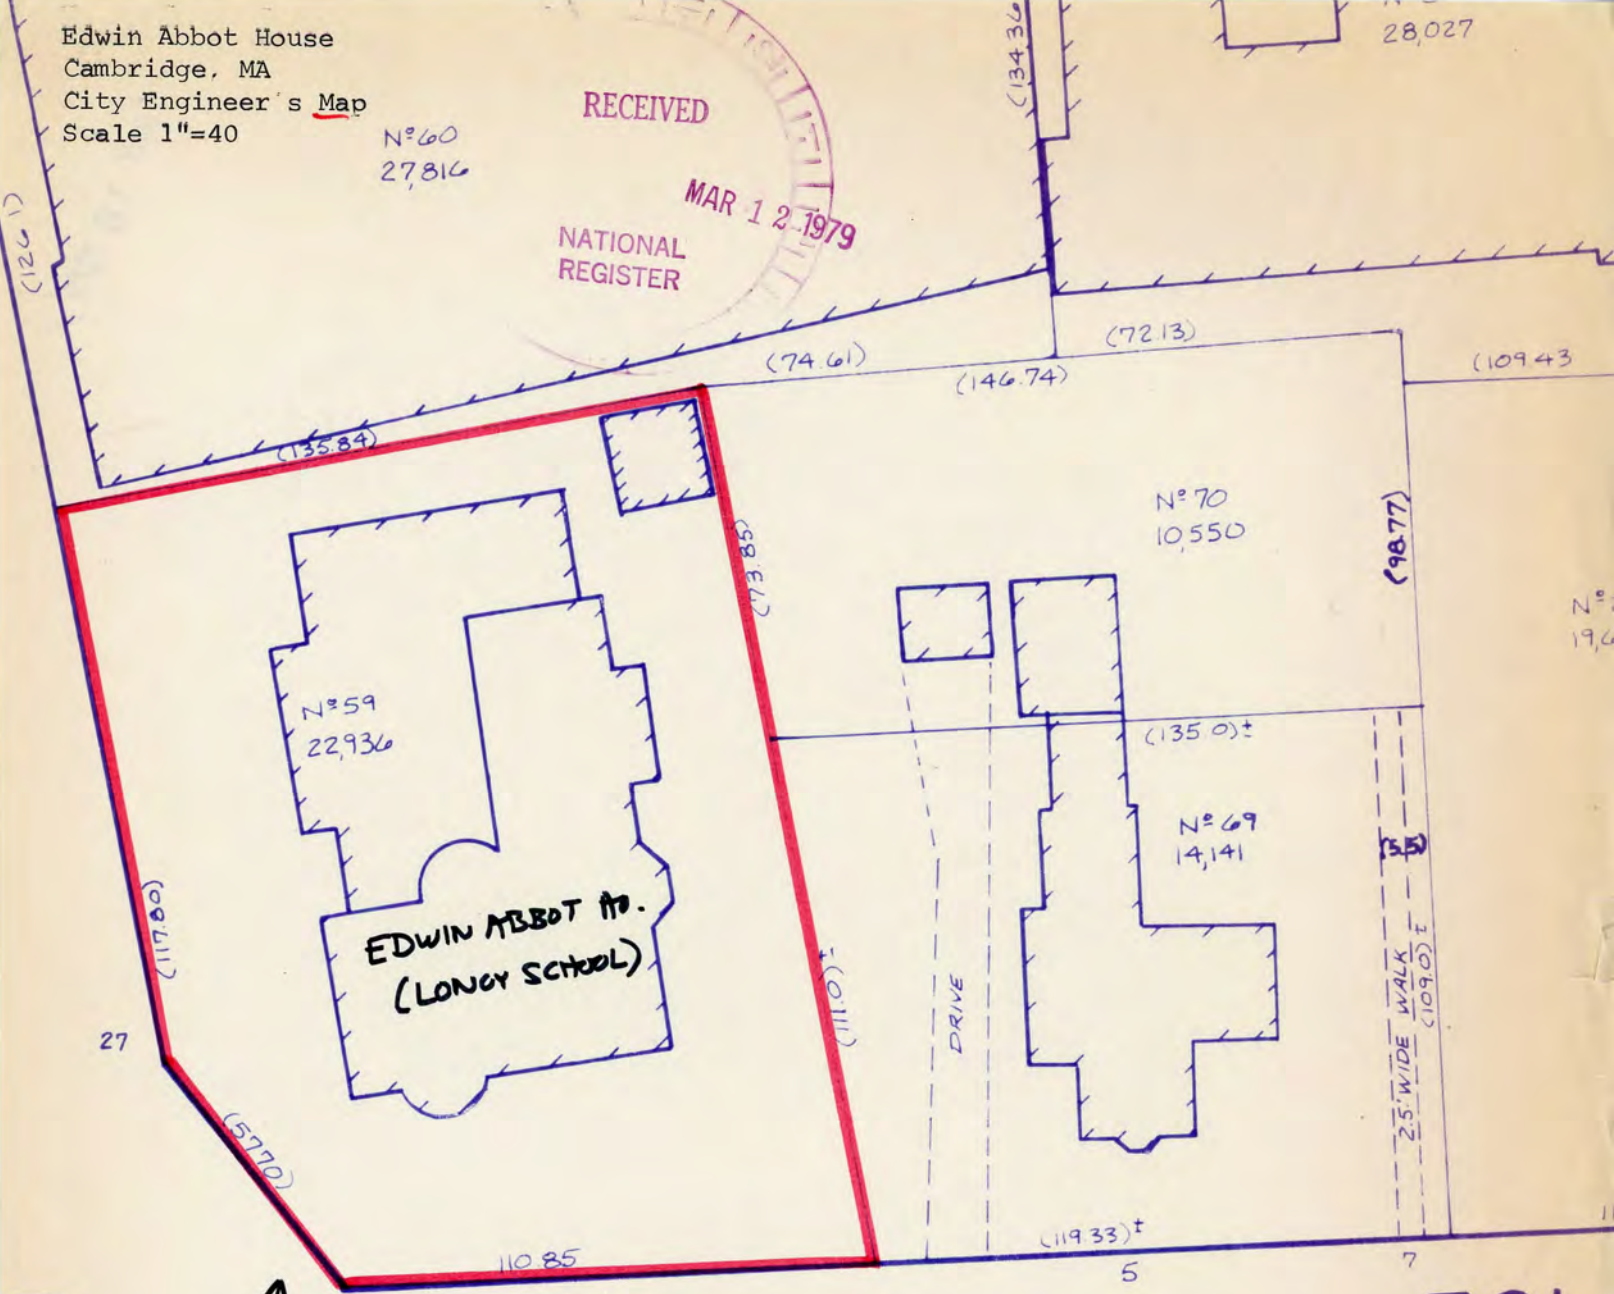 Edwin Abbot House
Cambridge, MA
City Engineer's Map
Scale 1"=40
Nº 60
27,816
RECEIVED
MAR 12 1979
NATIONAL
REGISTER
(134.36
28,027
(126.1)
(74.61)
(72.13)
(146.74)
(109.43
(135.84)
(73.85)
Nº 70
10,550
(98.77)
Nº 59
22,936
(135.0)±
Nº 69
14,141
(5.5)
EDWIN ABBOT HO.
(LONGY SCHOOL)
(117.80)
(111.0)±
DRIVE
2.5' WIDE WALK
(109.0)±
27
(57.70)
110.85
(119.33)±
5
7